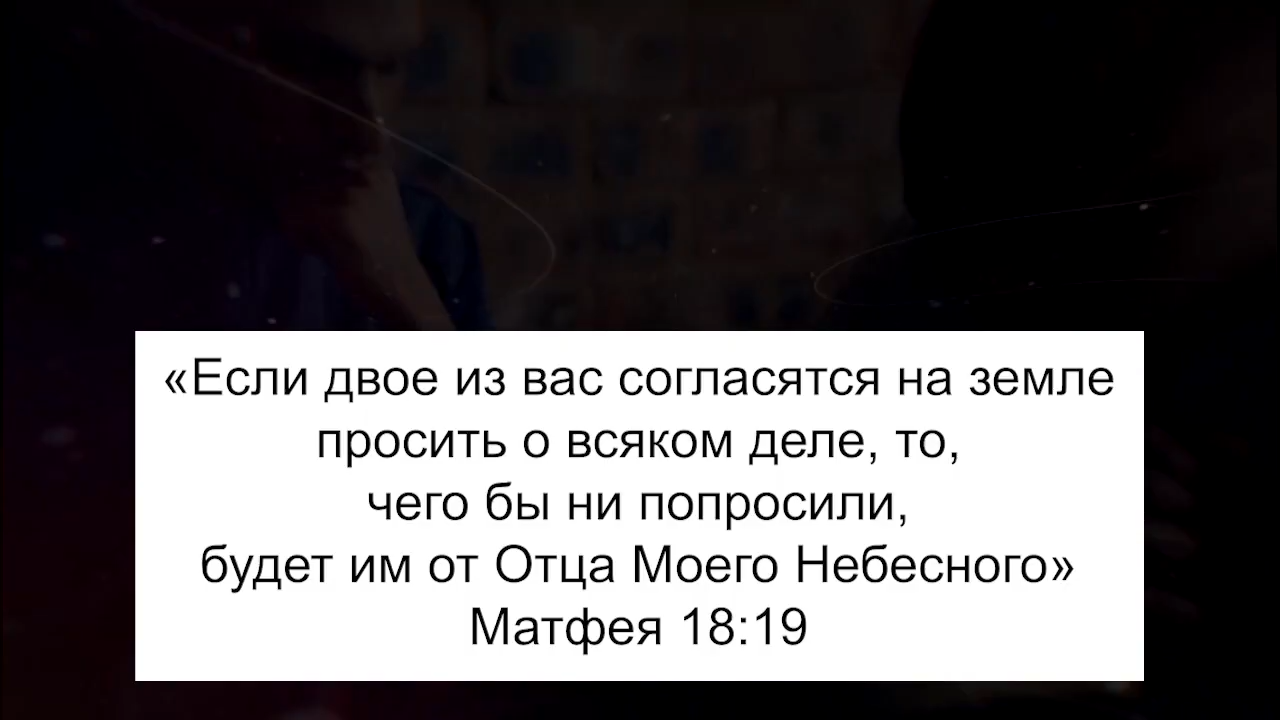 «Если двое из вас согласятся на земле
просить о всяком деле, то,
чего бы ни попросили,
будет им от Отца Моего Небесного»
Матфея 18:19